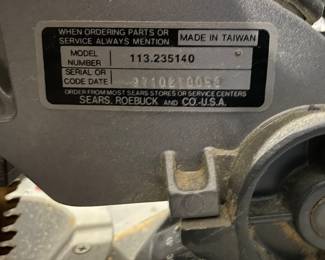 WHEN ORDERING PARTS OR
SERVICE ALWAYS MENTION
MADE IN TAIWAN
MODEL
NUMBER
113.235140
SERIAL OR
CODE DATE
ORDER FROM MOST SEARS STORES OR SERVICE CENTERS
SEARS, ROEBUCK AND CO.-U.S.A.